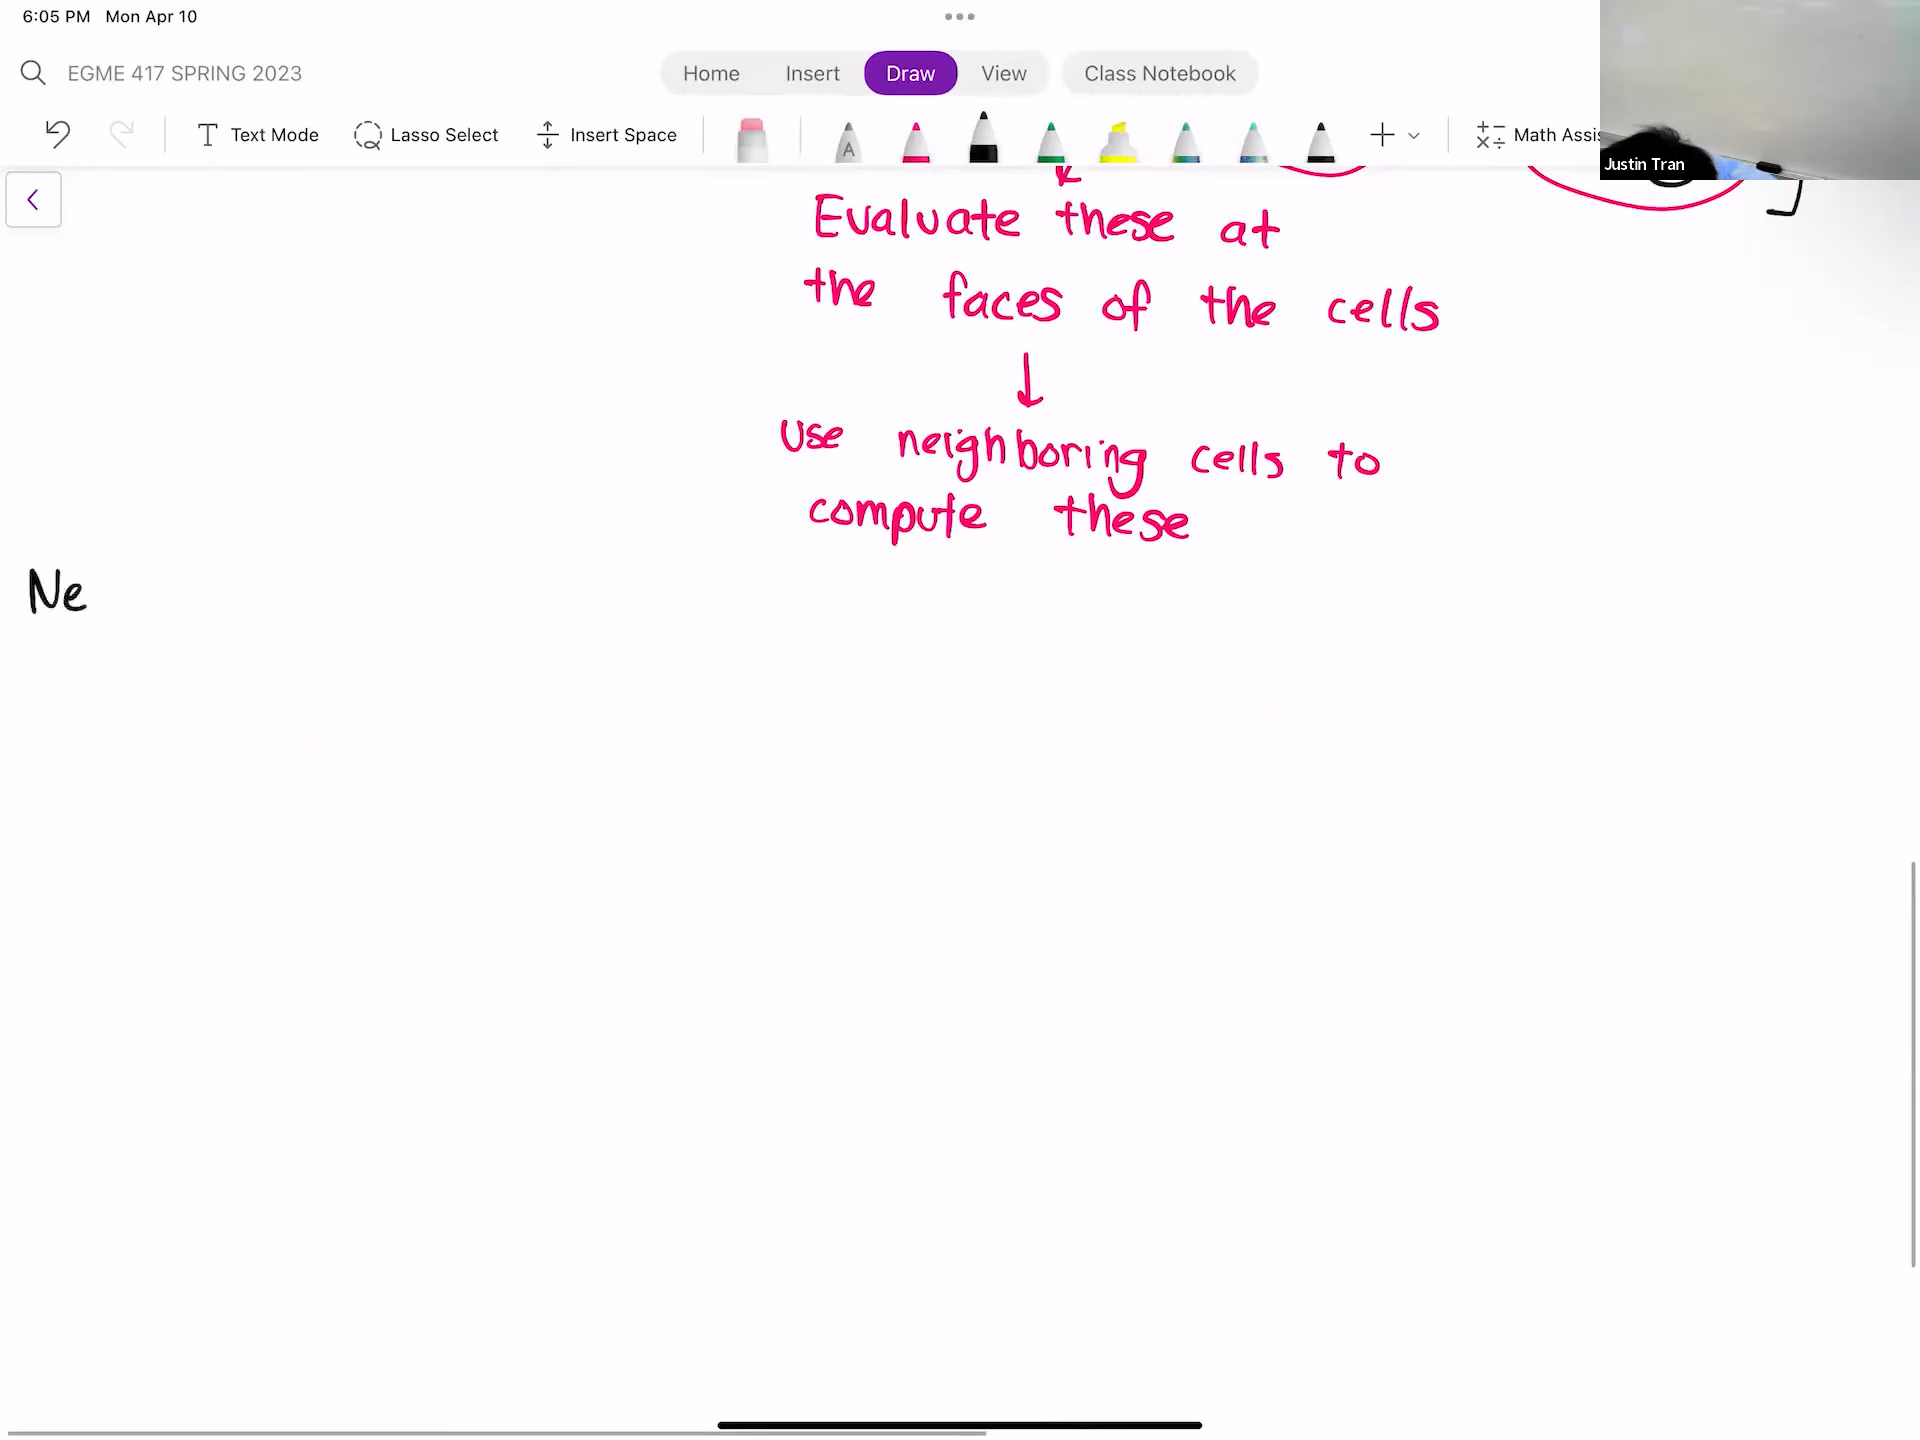 6:05 PM Mon Apr 10
EGME 417 SPRING 2023
Home Insert Draw View Class Notebook
Text Mode Lasso Select Insert Space A Math Assis
Justin Tran
Evaluate these at
the faces of the cells
use neighboring cells to
compute these
Ne